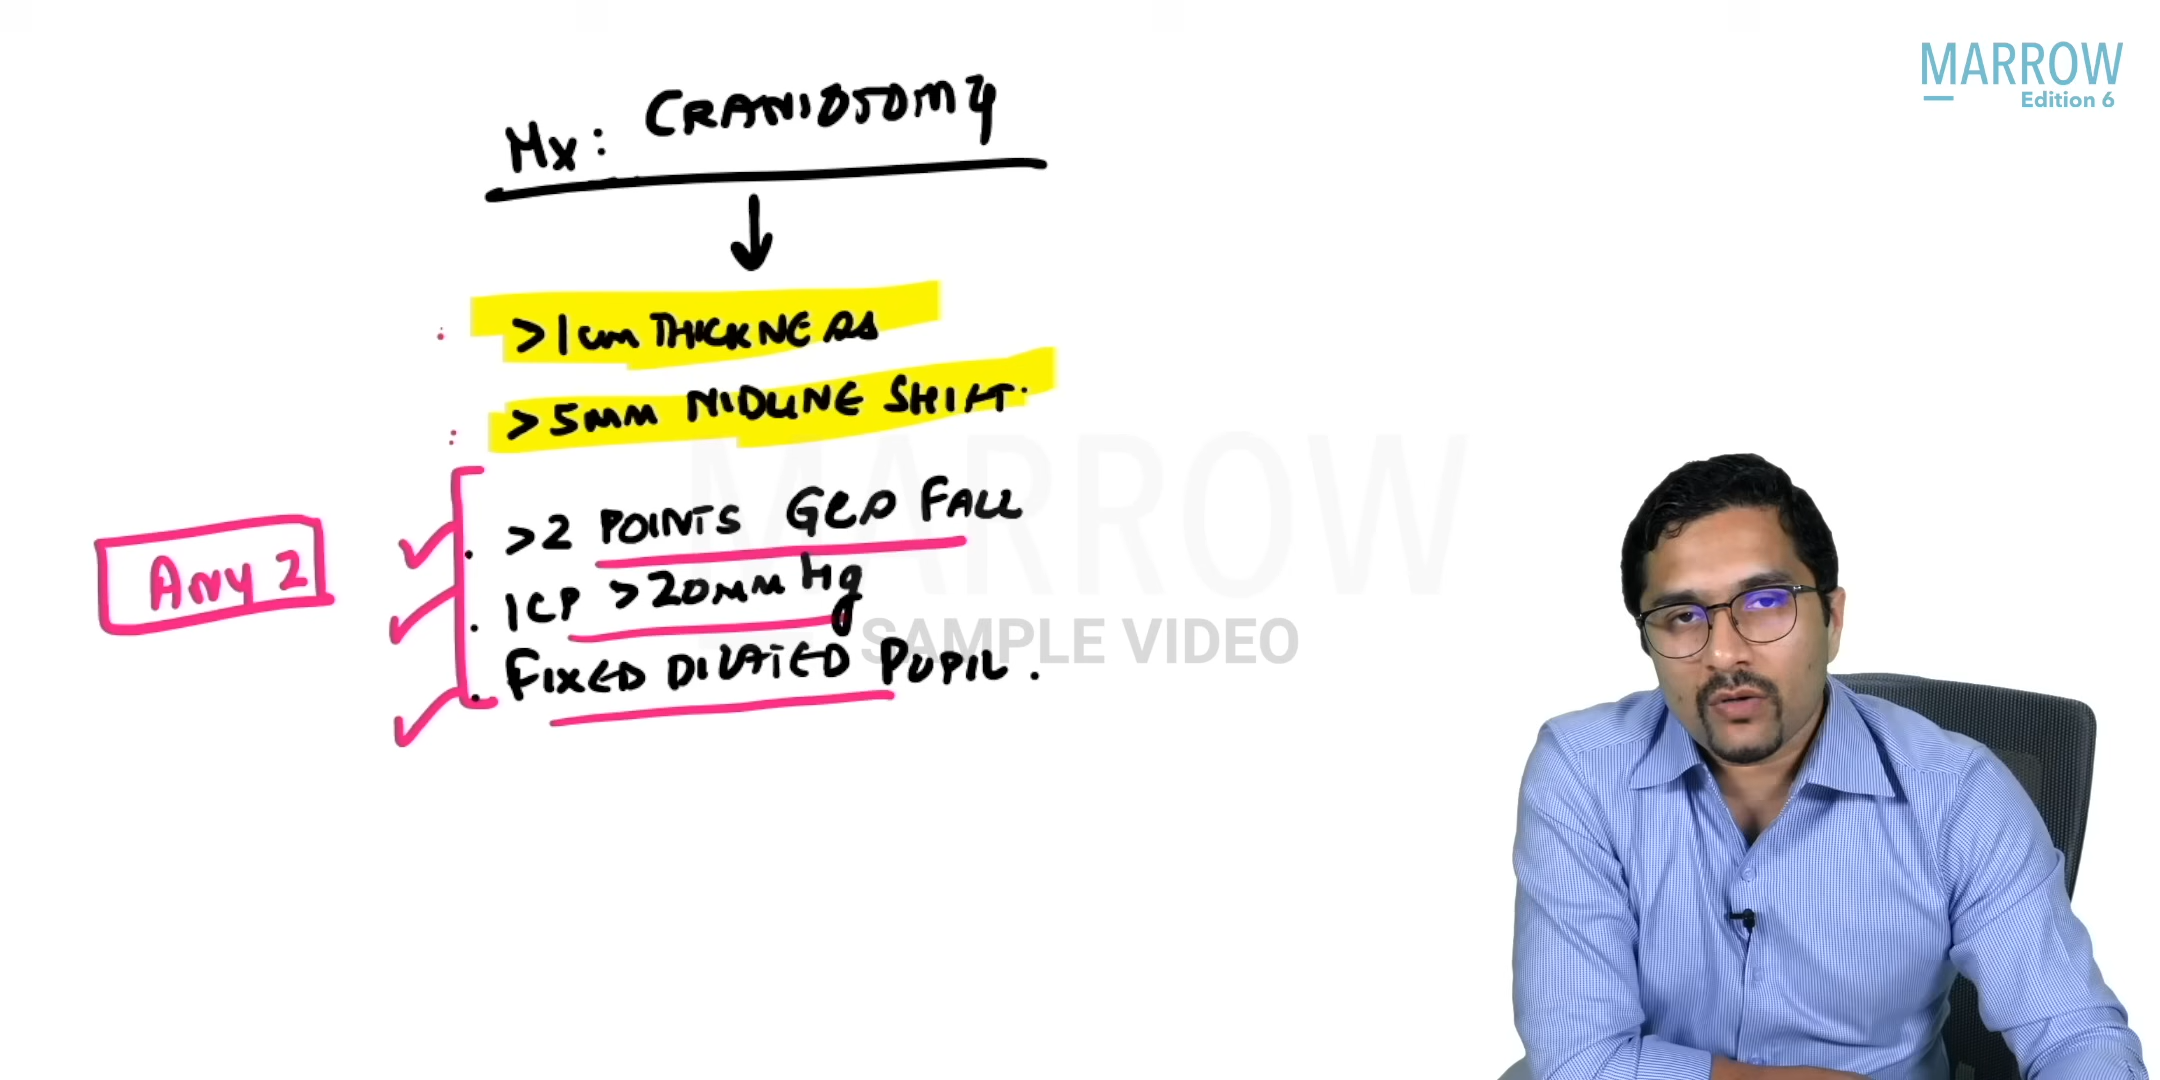 MARROW
Edition 6
Mx: CRANIOTOMY
>1cm THICKNESS
>5MM MIDLINE SHIFT.
Any 2
. >2 POINTS GCS FALL
. ICP >20mm Hg
. FIXED DILATED PUPIL.
MARROW
SAMPLE VIDEO